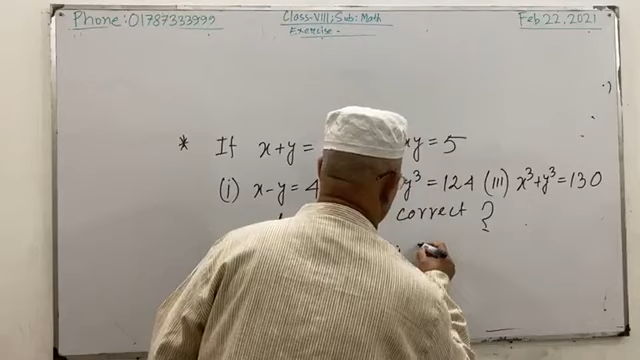 Phone: 01787333999 Class-VIII; Sub: Math Feb 22, 2021
Exercise-
* If x+y= xy=5
(i) x-y=4 y³=124 (iii) x³+y³=130
correct ?